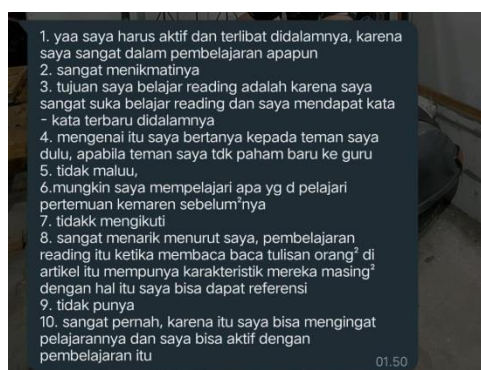 1. yaa saya harus aktif dan terlibat didalamnya, karena
saya sangat dalam pembelajaran apapun
2. sangat menikmatinya
3. tujuan saya belajar reading adalah karena saya
sangat suka belajar reading dan saya mendapat kata
- kata terbaru didalamnya
4. mengenai itu saya bertanya kepada teman saya
dulu, apabila teman saya tdk paham baru ke guru
5. tidak maluu,
6.mungkin saya mempelajari apa yg d pelajari
pertemuan kemaren sebelum²nya
7. tidakk mengikuti
8. sangat menarik menurut saya, pembelajaran
reading itu ketika membaca baca tulisan orang² di
artikel itu mempunya karakteristik mereka masing²
dengan hal itu saya bisa dapat referensi
9. tidak punya
10. sangat pernah, karena itu saya bisa mengingat
pelajarannya dan saya bisa aktif dengan
pembelajaran itu
01.50